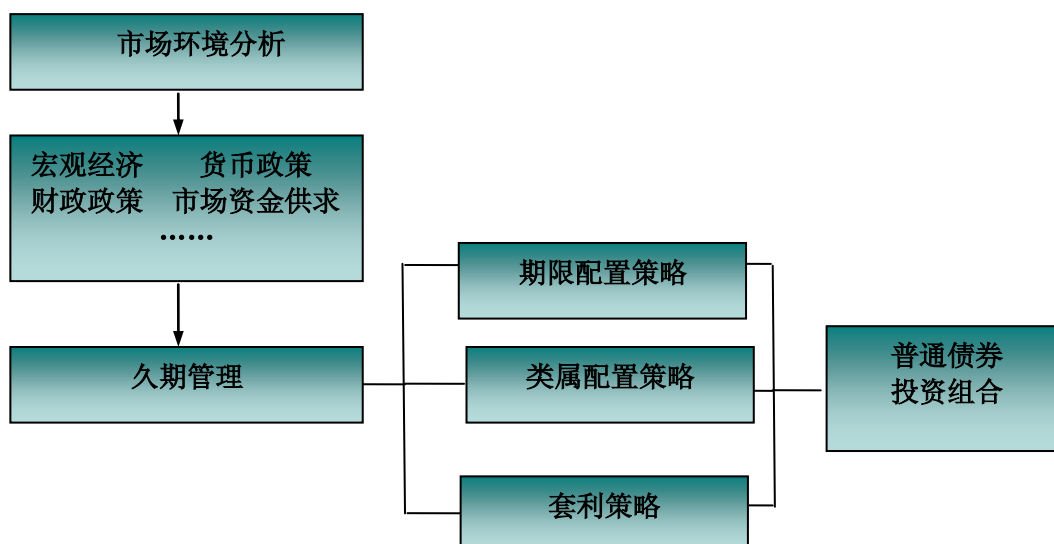 市场环境分析
宏观经济 货币政策
财政政策 市场资金供求
……
久期管理
期限配置策略
类属配置策略
套利策略
普通债券
投资组合